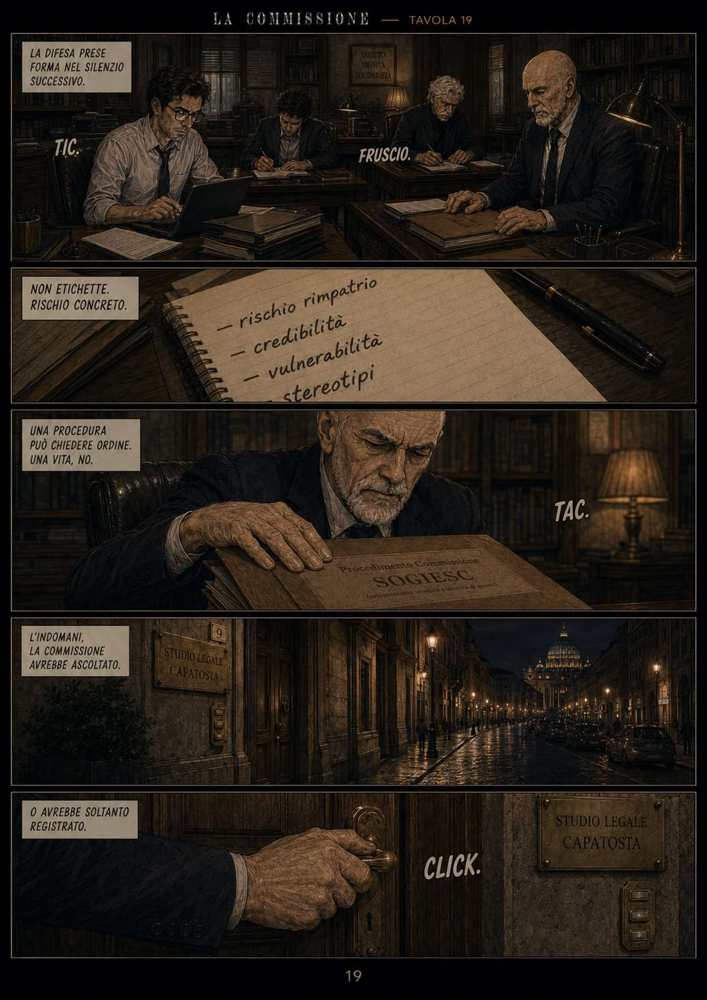 LA COMMISSIONE — TAVOLA 19
LA DIFESA PRESE
FORMA NEL SILENZIO
SUCCESSIVO.
DIRITTO
DIGNITÀ
SOLIDARIETÀ
TIC.
FRUSCIO.
NON ETICHETTE.
RISCHIO CONCRETO.
— rischio rimpatrio
— credibilità
— vulnerabilità
— stereotipi
UNA PROCEDURA
PUÒ CHIEDERE ORDINE.
UNA VITA, NO.
TAC.
Procedimento Commissione
SOGIESC
(orientamento sessuale e identità di genere)
L'INDOMANI,
LA COMMISSIONE
AVREBBE ASCOLTATO.
9
STUDIO LEGALE
CAPATOSTA
O AVREBBE SOLTANTO
REGISTRATO.
CLICK.
STUDIO LEGALE
CAPATOSTA
19